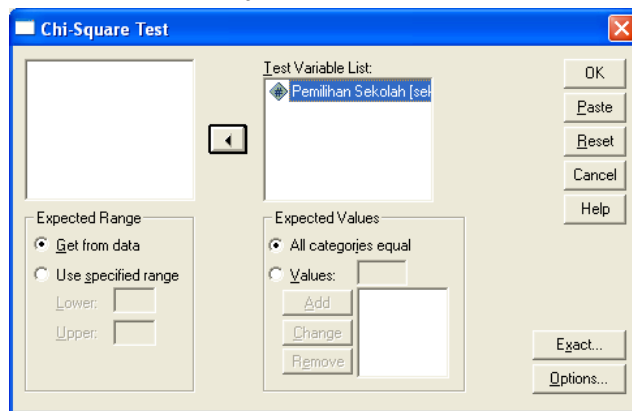 Chi-Square Test
Test Variable List:
Pemilihan Sekolah [sek
OK
Paste
Reset
Cancel
Help
Expected Range
Get from data
Use specified range
Lower:
Upper:
Expected Values
All categories equal
Values:
Add
Change
Remove
Exact...
Options...